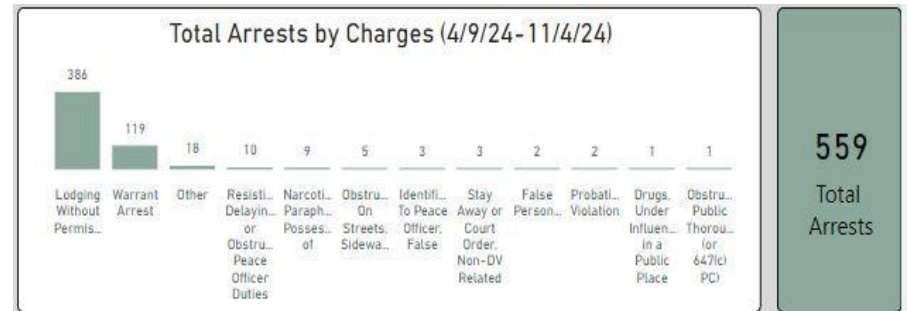 Total Arrests by Charges (4/9/24-11/4/24)
386
119
18
10
9
5
3
3
2
2
1
1
Lodging
Without
Permis...
Warrant
Arrest
Other
Resisti...
Delayin...
or
Obstru...
Peace
Officer
Duties
Narcoti...
Paraph...
Posses...
of
Obstru...
On
Streets,
Sidewa...
Identifi...
To Peace
Officer,
False
Stay
Away or
Court
Order,
Non-DV
Related
False
Person...
Probati...
Violation
Drugs,
Under
Influen...
in a
Public
Place
Obstru...
Public
Thorou...
(or
647(c)
PC)
559
Total
Arrests